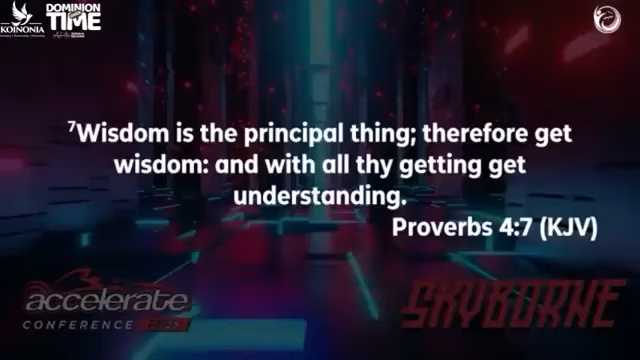 KOINONIA
DOMINION
TIME
⁷Wisdom is the principal thing; therefore get
wisdom: and with all thy getting get
understanding.
Proverbs 4:7 (KJV)
accelerate
CONFERENCE
SKYBORNE